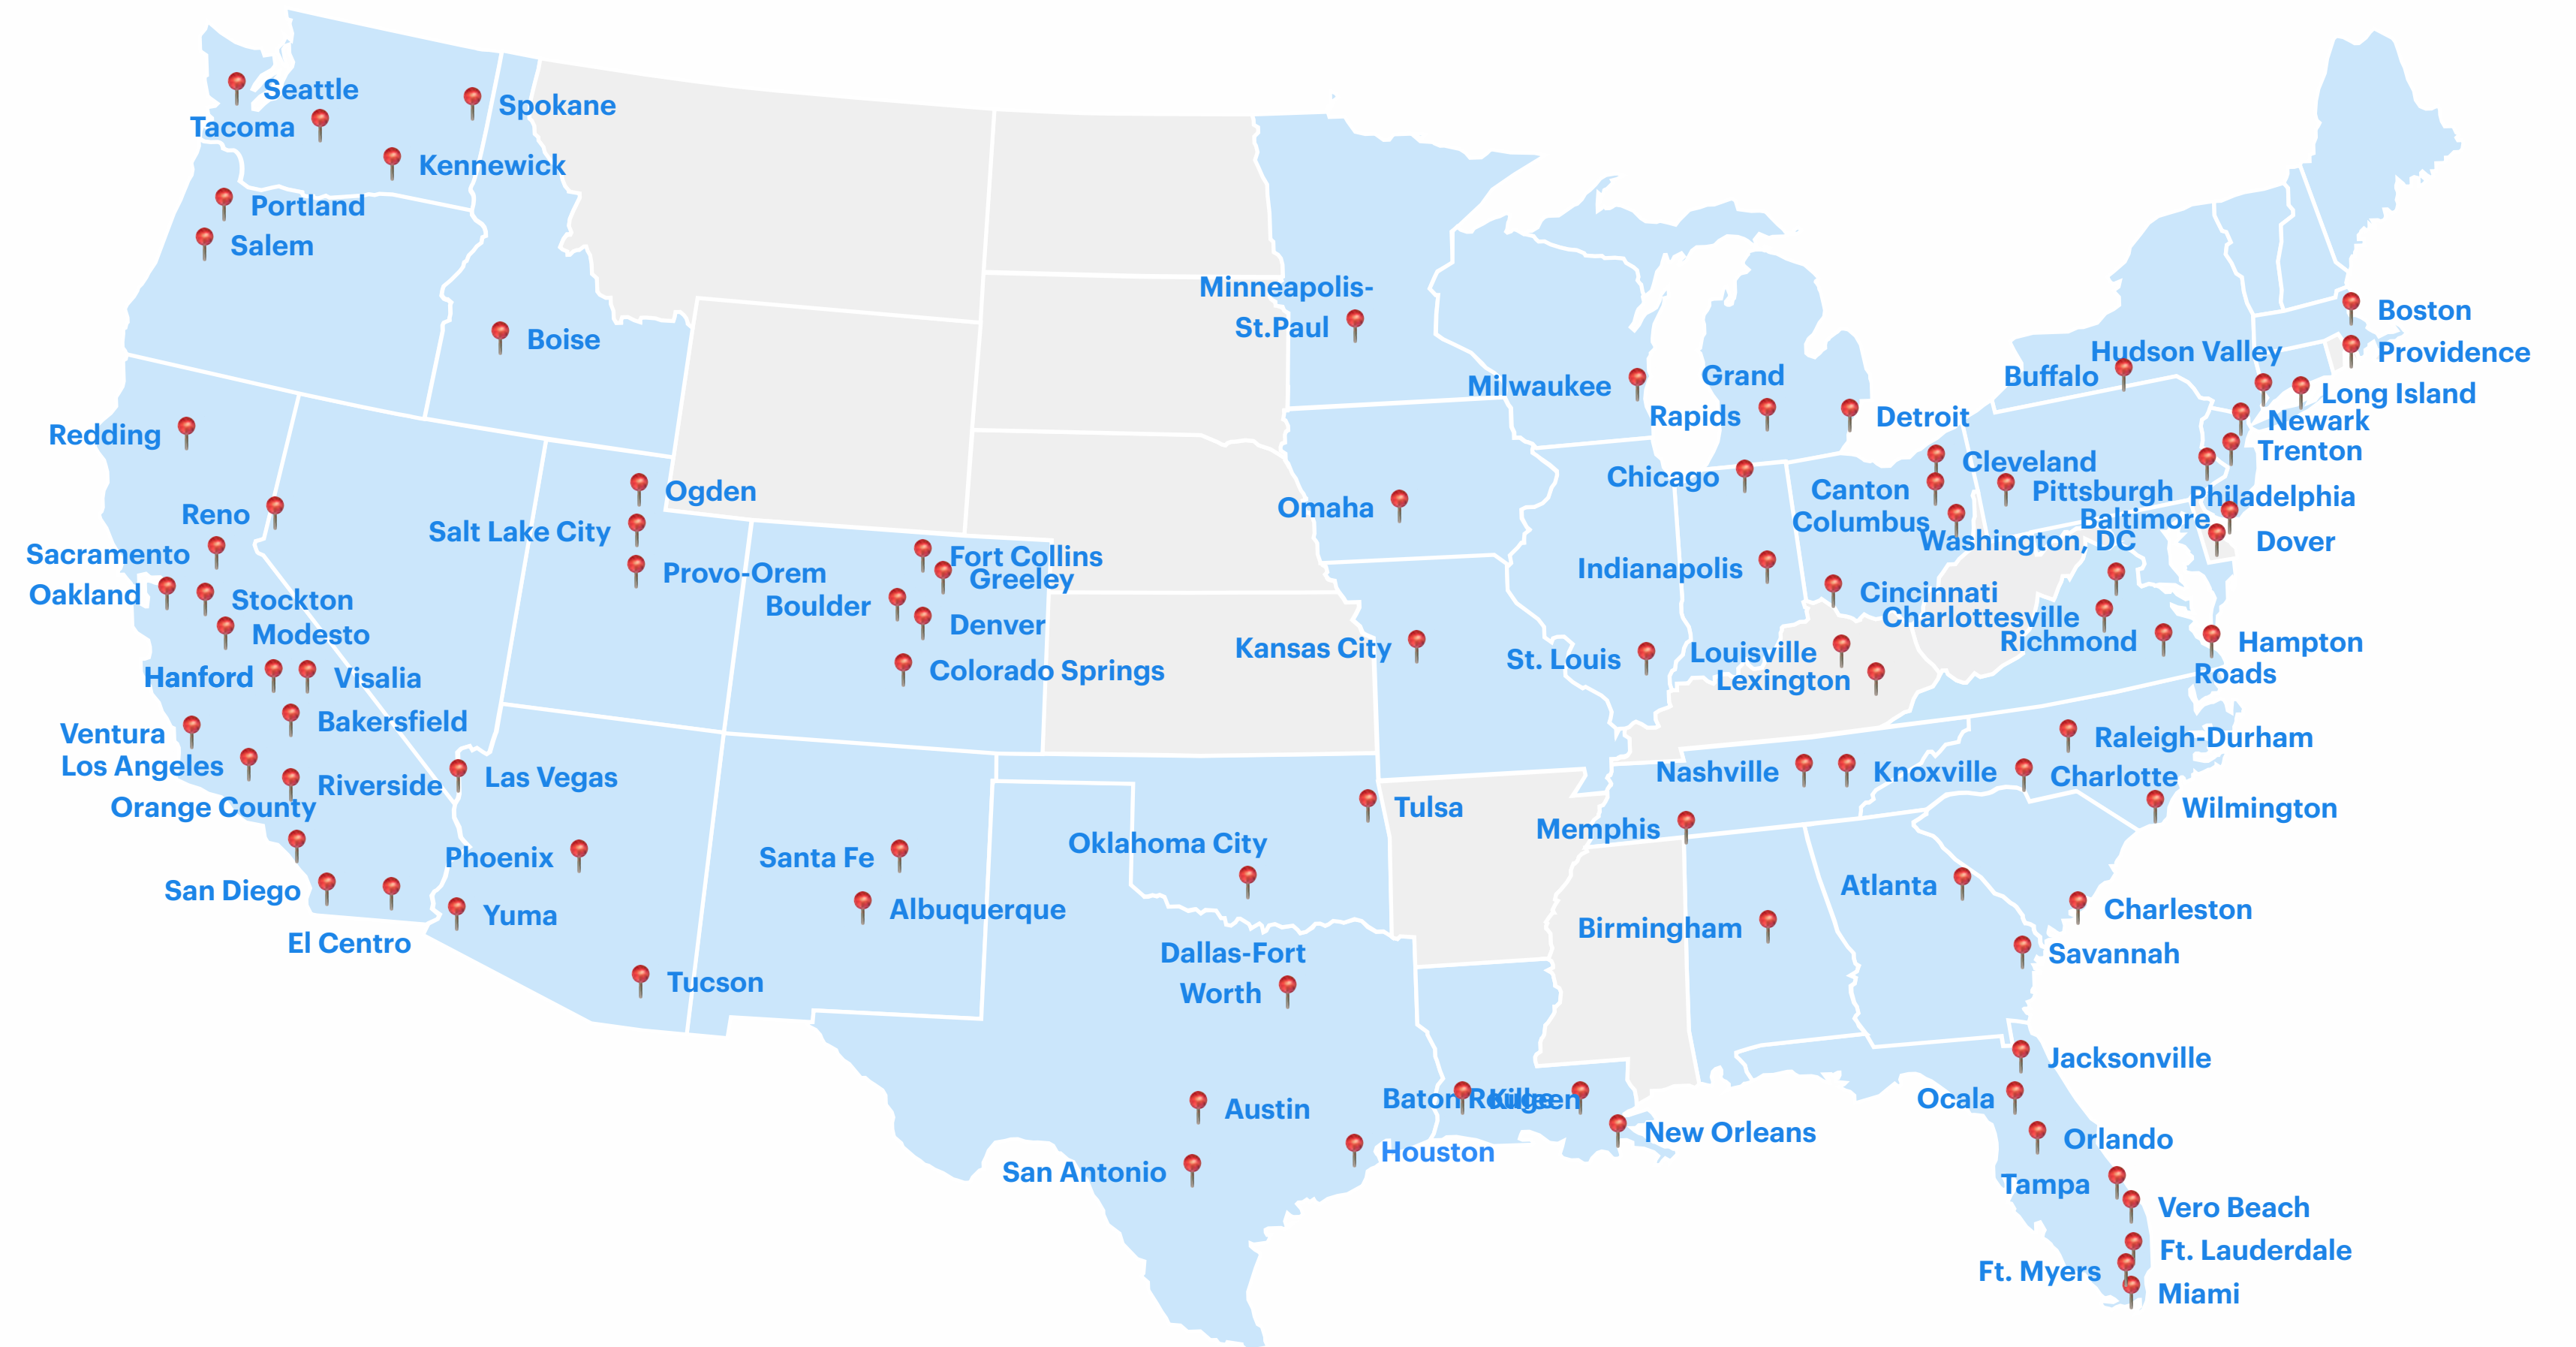 Seattle
Spokane
Tacoma
Kennewick
Portland
Salem
Minneapolis-
St.Paul
Boston
Boise
Hudson Valley
Providence
Buffalo
Milwaukee
Grand
Rapids
Long Island
Detroit
Newark
Redding
Trenton
Cleveland
Chicago
Canton
Pittsburgh
Philadelphia
Ogden
Omaha
Reno
Columbus
Baltimore
Salt Lake City
Washington, DC
Dover
Sacramento
Fort Collins
Indianapolis
Provo-Orem
Greeley
Oakland
Stockton
Boulder
Cincinnati
Charlottesville
Denver
Modesto
Kansas City
Richmond
Hampton
Roads
Louisville
St. Louis
Colorado Springs
Hanford
Visalia
Lexington
Bakersfield
Ventura
Raleigh-Durham
Los Angeles
Nashville
Knoxville
Charlotte
Las Vegas
Riverside
Orange County
Tulsa
Wilmington
Memphis
Oklahoma City
Phoenix
Santa Fe
Atlanta
San Diego
Albuquerque
Charleston
Yuma
Birmingham
El Centro
Dallas-Fort
Worth
Savannah
Tucson
Jacksonville
Baton Rouge
Killeen
Ocala
Austin
New Orleans
Orlando
Houston
San Antonio
Tampa
Vero Beach
Ft. Lauderdale
Ft. Myers
Miami